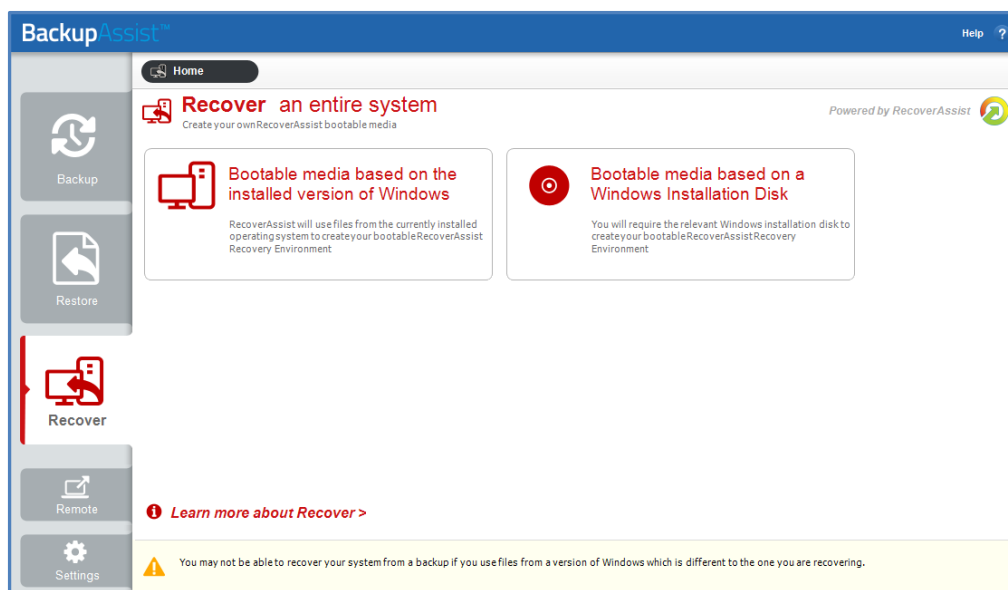 BackupAssist™
Help ?
Home
Recover an entire system
Create your own RecoverAssist bootable media
Powered by RecoverAssist
Backup
Bootable media based on the
installed version of Windows
RecoverAssist will use files from the currently installed
operating system to create your bootable RecoverAssist
Recovery Environment
Bootable media based on a
Windows Installation Disk
You will require the relevant Windows installation disk to
create your bootable RecoverAssist Recovery
Environment
Restore
Recover
Remote
Learn more about Recover >
Settings
You may not be able to recover your system from a backup if you use files from a version of Windows which is different to the one you are recovering.